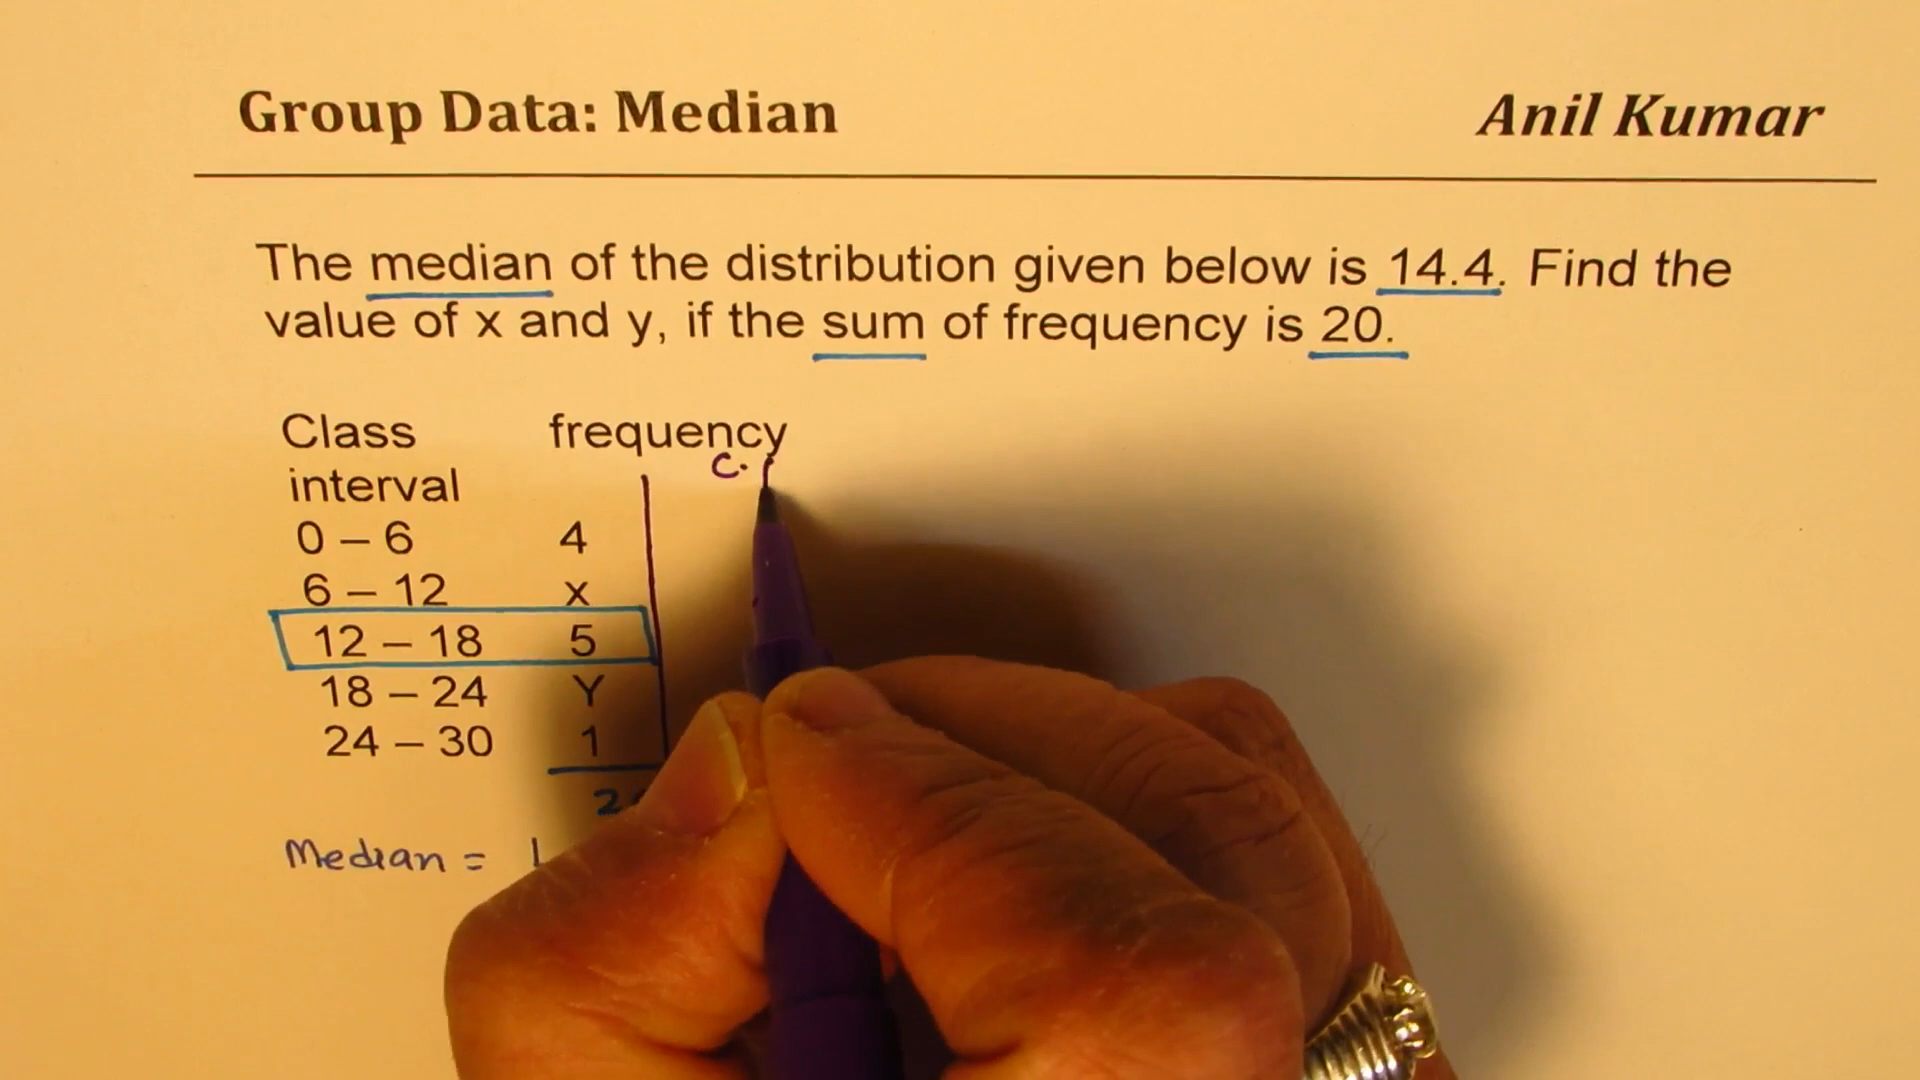 Group Data: Median Anil Kumar
The median of the distribution given below is 14.4. Find the
value of x and y, if the sum of frequency is 20.
Class frequency
interval c.
0 – 6 4
6 – 12 x
12 – 18 5
18 – 24 Y
24 – 30 1
2
Median =